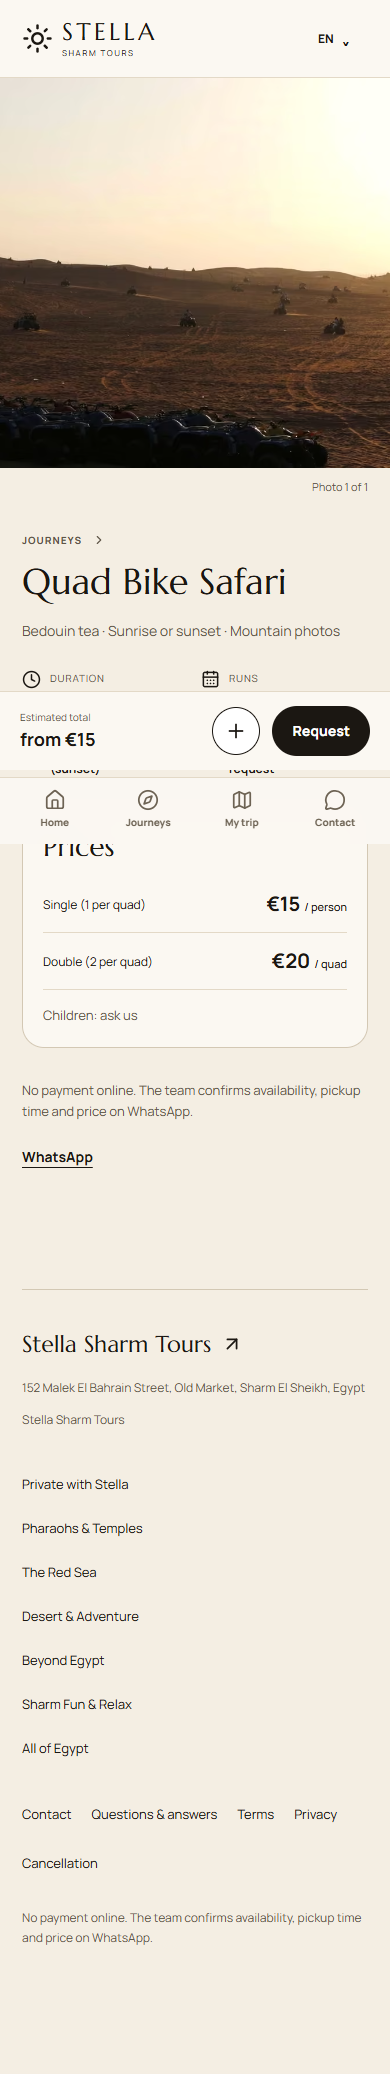 STELLA
SHARM TOURS
EN
Photo 1 of 1
JOURNEYS
Quad Bike Safari
Bedouin tea · Sunrise or sunset · Mountain photos
DURATION
RUNS
Estimated total
from €15
Request
(sunset)
request
Home
Journeys
My trip
Contact
Prices
Single (1 per quad)
€15 / person
Double (2 per quad)
€20 / quad
Children: ask us
No payment online. The team confirms availability, pickup
time and price on WhatsApp.
WhatsApp
Stella Sharm Tours
152 Malek El Bahrain Street, Old Market, Sharm El Sheikh, Egypt
Stella Sharm Tours
Private with Stella
Pharaohs & Temples
The Red Sea
Desert & Adventure
Beyond Egypt
Sharm Fun & Relax
All of Egypt
Contact Questions & answers Terms Privacy
Cancellation
No payment online. The team confirms availability, pickup time
and price on WhatsApp.